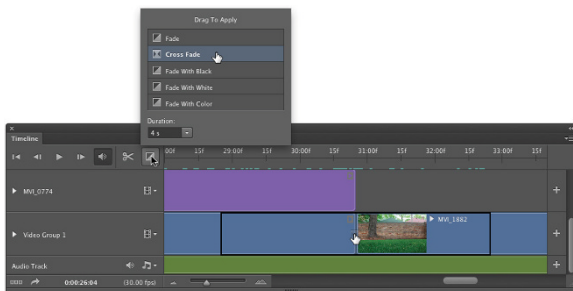 Drag To Apply
Fade
Cross Fade
Fade With Black
Fade With White
Fade With Color
Duration:
4 s
Timeline
00f 15f 29:00f 15f 30:00f 15f 31:00f 15f 32:00f 15f 33:00f 15f
MVI_0774
Video Group 1
MVI_1882
Audio Track
0:00:26:04 (30.00 fps)